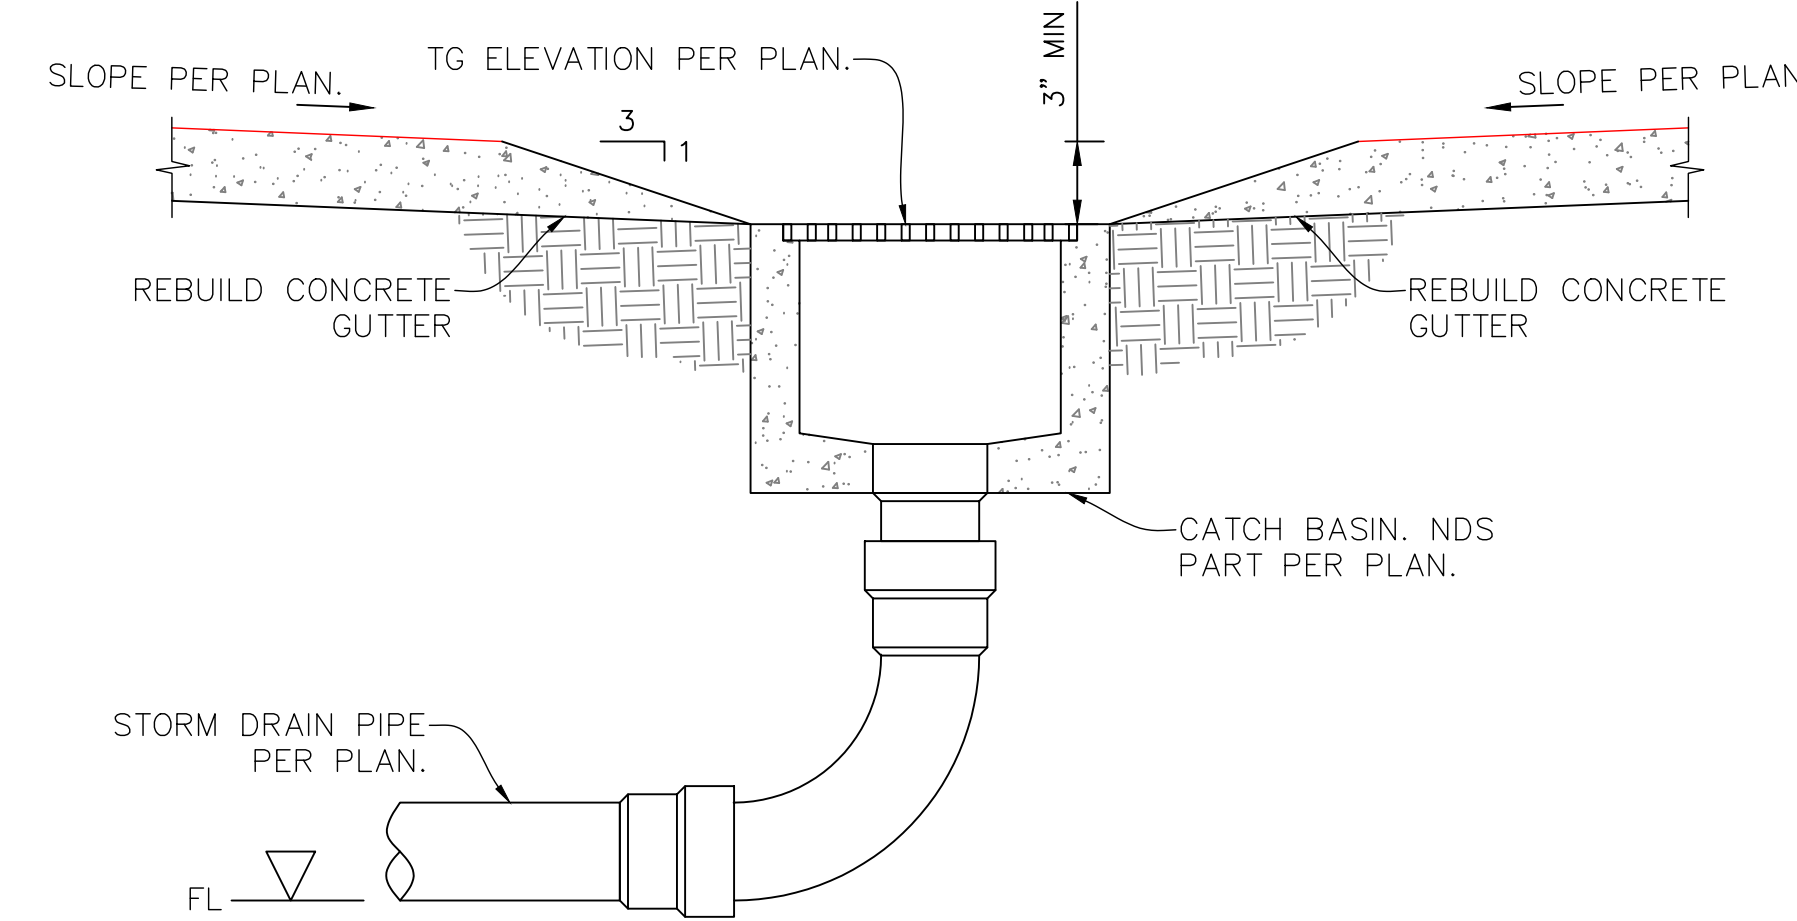 TG ELEVATION PER PLAN.
3" MIN
SLOPE PER PLAN.
SLOPE PER PLAN
3
1
REBUILD CONCRETE
GUTTER
REBUILD CONCRETE
GUTTER
CATCH BASIN. NDS
PART PER PLAN.
STORM DRAIN PIPE
PER PLAN.
FL